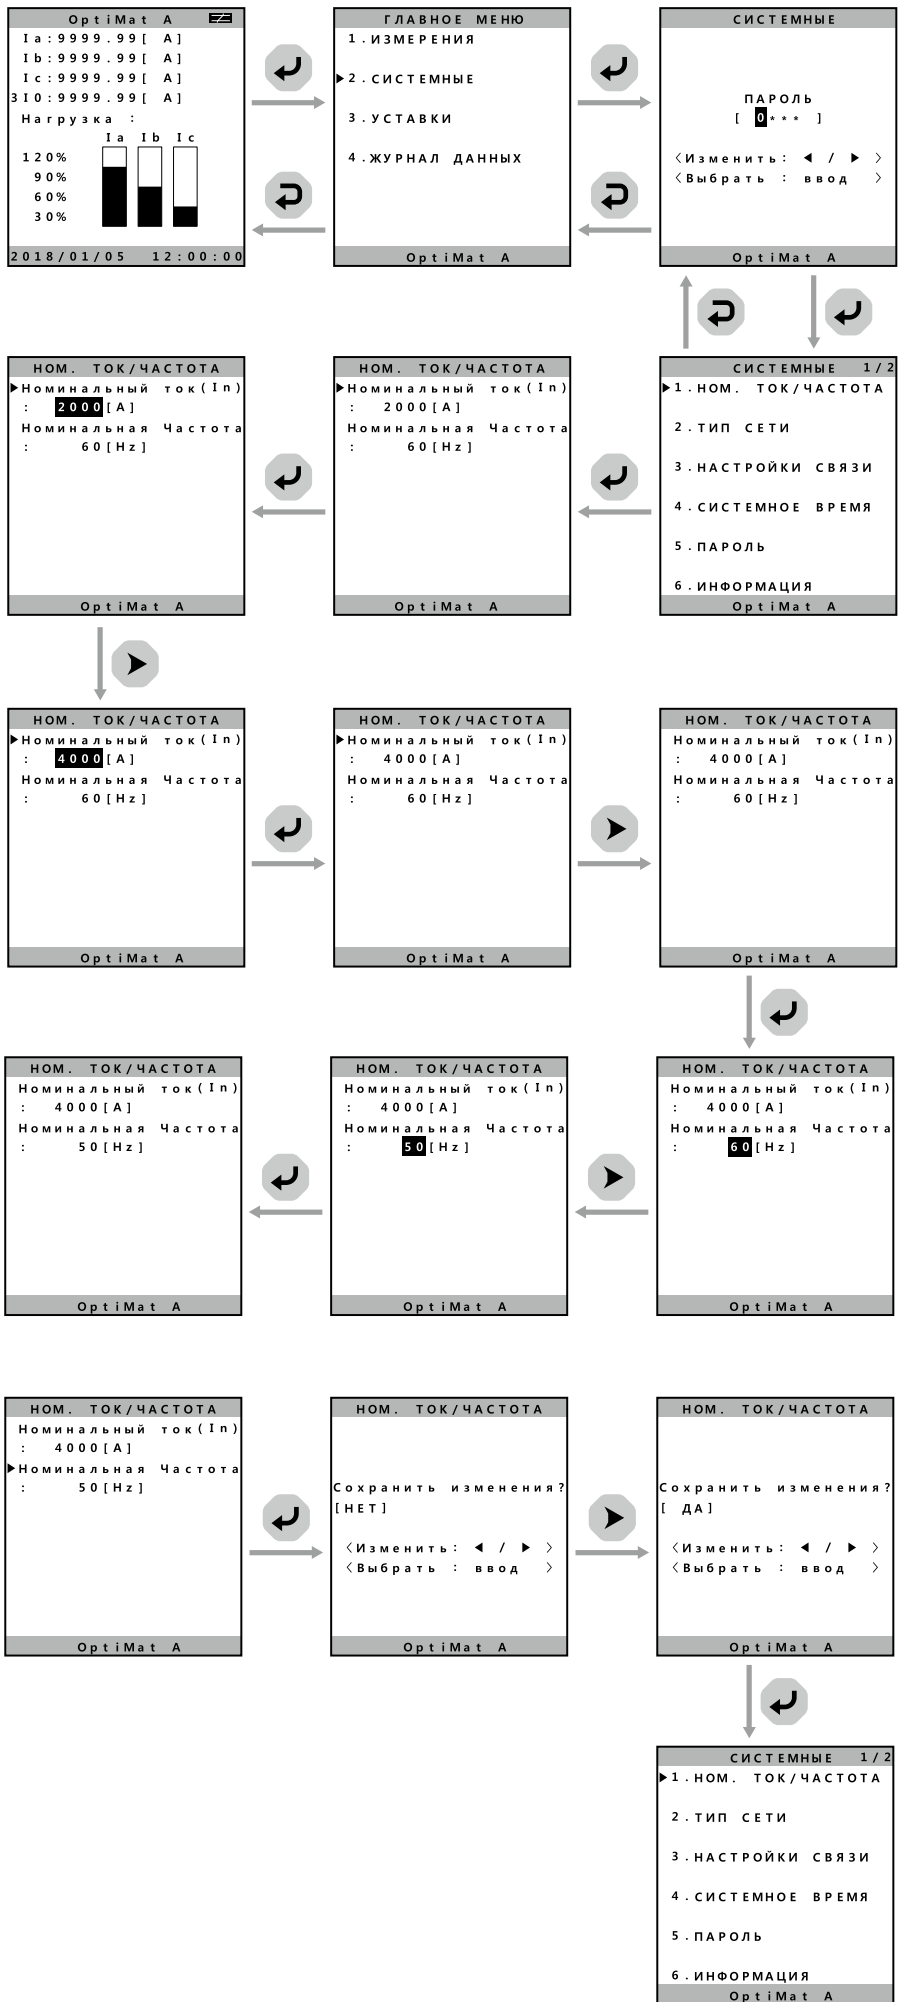 OptiMat A
Ia:9999.99[ A]
Ib:9999.99[ A]
Ic:9999.99[ A]
3I0:9999.99[ A]
Нагрузка :
Ia Ib Ic
120%
90%
60%
30%
2018/01/05 12:00:00
ГЛАВНОЕ МЕНЮ
1.ИЗМЕРЕНИЯ
▶2.СИСТЕМНЫЕ
3.УСТАВКИ
4.ЖУРНАЛ ДАННЫХ
OptiMat A
СИСТЕМНЫЕ
ПАРОЛЬ
[ 0*** ]
〈Изменить: ◀ / ▶ 〉
〈Выбрать : ввод 〉
OptiMat A
СИСТЕМНЫЕ 1/2
▶1.НОМ. ТОК/ЧАСТОТА
2.ТИП СЕТИ
3.НАСТРОЙКИ СВЯЗИ
4.СИСТЕМНОЕ ВРЕМЯ
5.ПАРОЛЬ
6.ИНФОРМАЦИЯ
OptiMat A
НОМ. ТОК/ЧАСТОТА
▶Номинальный ток(In)
: 2000[A]
Номинальная Частота
: 60[Hz]
OptiMat A
НОМ. ТОК/ЧАСТОТА
▶Номинальный ток(In)
: 2000[A]
Номинальная Частота
: 60[Hz]
OptiMat A
НОМ. ТОК/ЧАСТОТА
▶Номинальный ток(In)
: 4000[A]
Номинальная Частота
: 60[Hz]
OptiMat A
НОМ. ТОК/ЧАСТОТА
▶Номинальный ток(In)
: 4000[A]
Номинальная Частота
: 60[Hz]
OptiMat A
НОМ. ТОК/ЧАСТОТА
Номинальный ток(In)
: 4000[A]
Номинальная Частота
: 60[Hz]
OptiMat A
НОМ. ТОК/ЧАСТОТА
Номинальный ток(In)
: 4000[A]
Номинальная Частота
: 60[Hz]
OptiMat A
НОМ. ТОК/ЧАСТОТА
Номинальный ток(In)
: 4000[A]
Номинальная Частота
: 50[Hz]
OptiMat A
НОМ. ТОК/ЧАСТОТА
Номинальный ток(In)
: 4000[A]
Номинальная Частота
: 50[Hz]
OptiMat A
НОМ. ТОК/ЧАСТОТА
Номинальный ток(In)
: 4000[A]
▶Номинальная Частота
: 50[Hz]
OptiMat A
НОМ. ТОК/ЧАСТОТА
Сохранить изменения?
[НЕТ]
〈Изменить: ◀ / ▶ 〉
〈Выбрать : ввод 〉
OptiMat A
НОМ. ТОК/ЧАСТОТА
Сохранить изменения?
[ ДА]
〈Изменить: ◀ / ▶ 〉
〈Выбрать : ввод 〉
OptiMat A
СИСТЕМНЫЕ 1/2
▶1.НОМ. ТОК/ЧАСТОТА
2.ТИП СЕТИ
3.НАСТРОЙКИ СВЯЗИ
4.СИСТЕМНОЕ ВРЕМЯ
5.ПАРОЛЬ
6.ИНФОРМАЦИЯ
OptiMat A